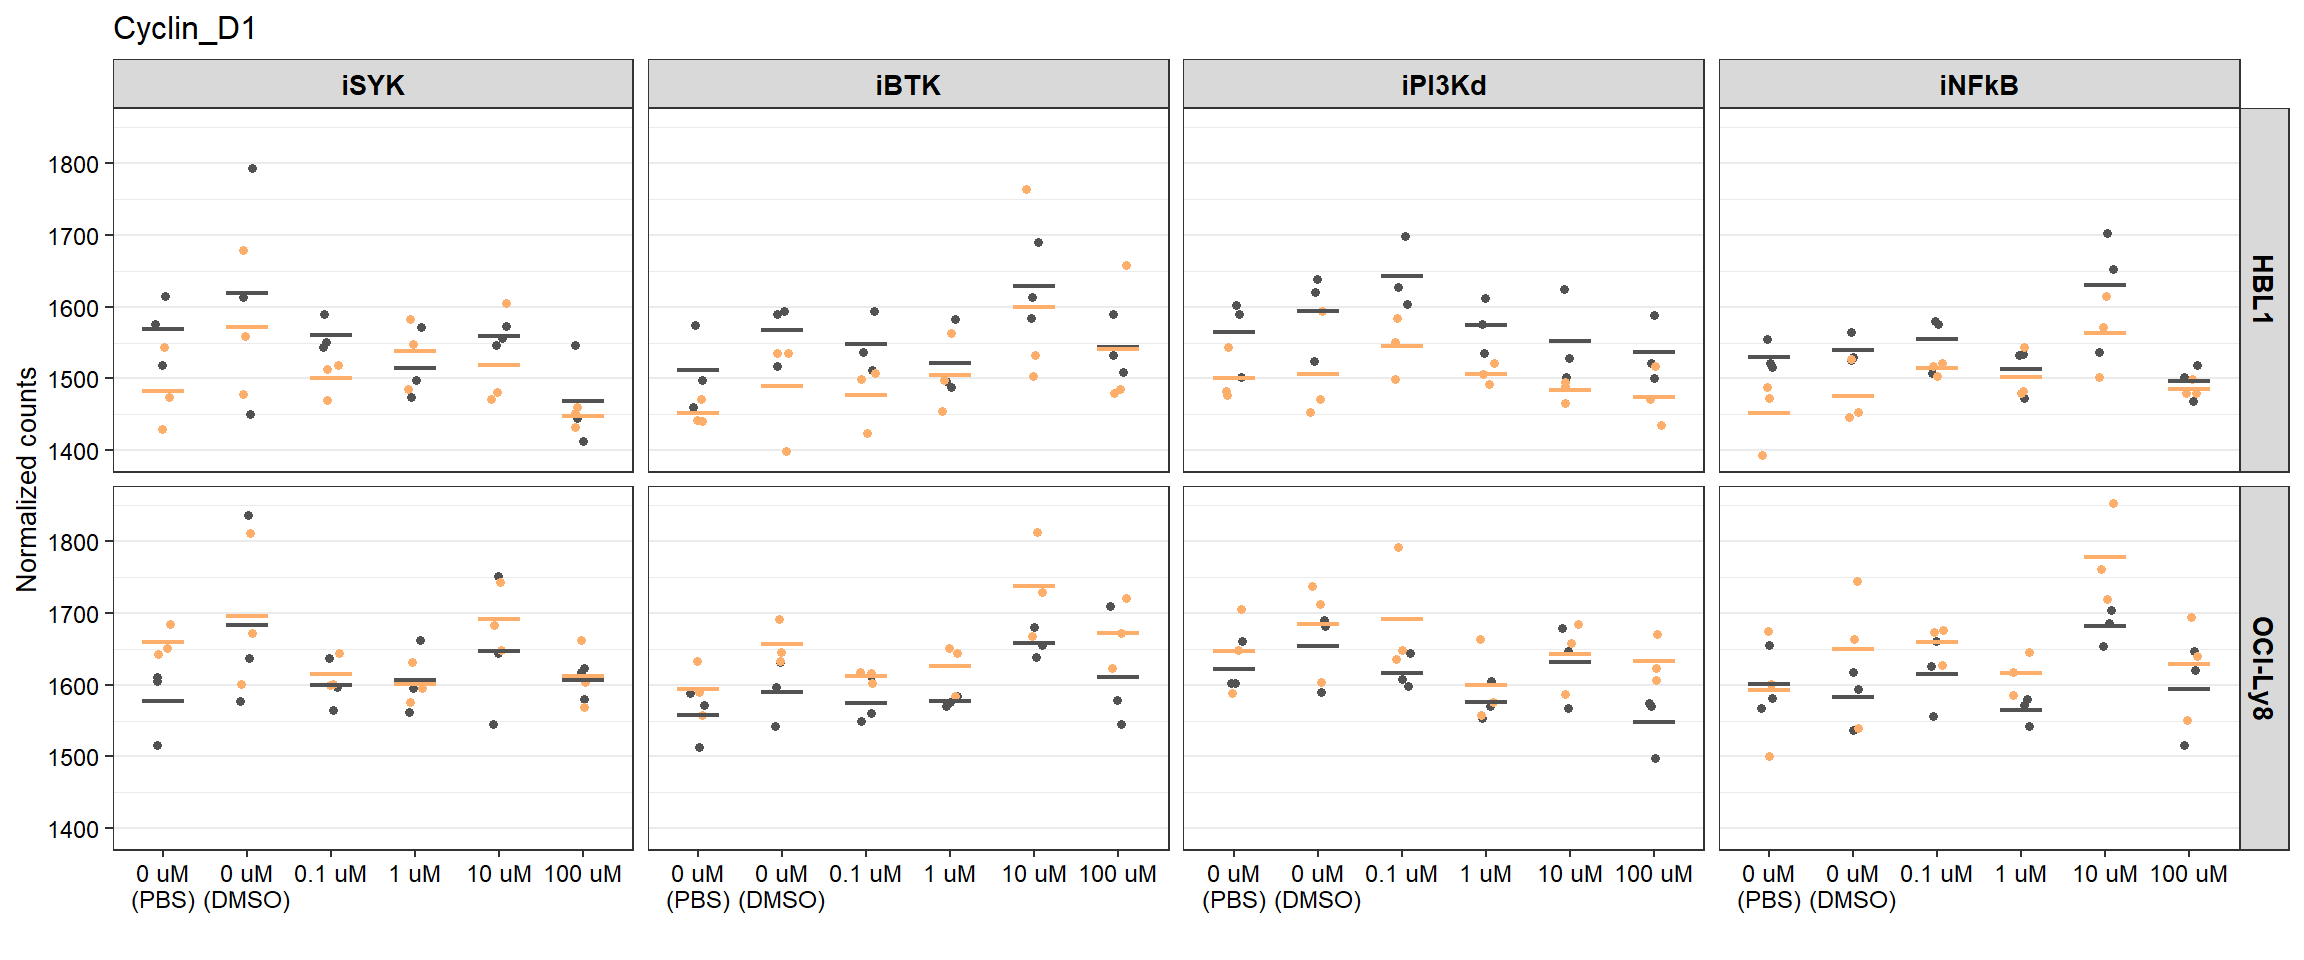 Cyclin_D1
iSYK
iBTK
iPI3Kd
iNFkB
1800
1700
1600
1500
1400
HBL1
Normalized counts
1800
1700
1600
1500
1400
OCI-Ly8
0 uM 0 uM 0.1 uM 1 uM 10 uM 100 uM
(PBS) (DMSO)
0 uM 0 uM 0.1 uM 1 uM 10 uM 100 uM
(PBS) (DMSO)
0 uM 0 uM 0.1 uM 1 uM 10 uM 100 uM
(PBS) (DMSO)
0 uM 0 uM 0.1 uM 1 uM 10 uM 100 uM
(PBS) (DMSO)